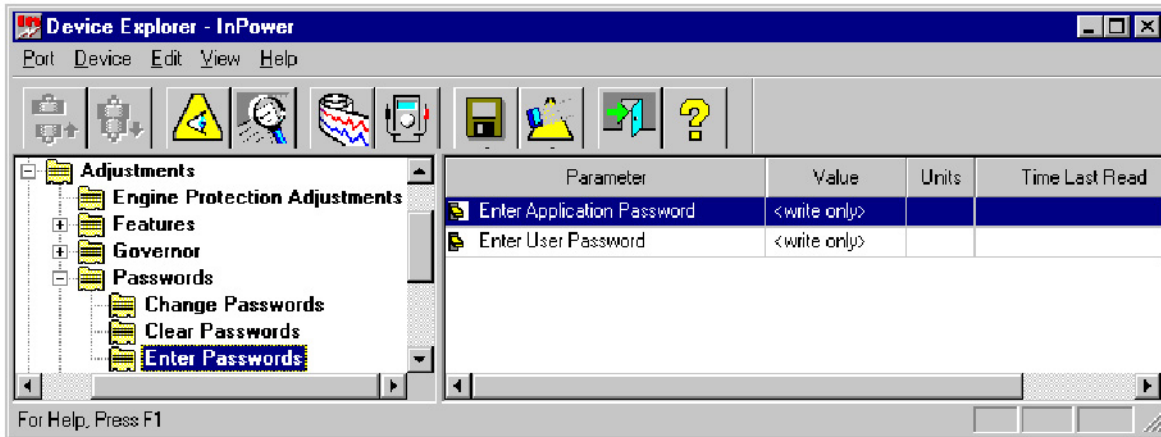 Device Explorer - InPower
Port Device Edit View Help
Adjustments
Engine Protection Adjustments
Features
Governor
Passwords
Change Passwords
Clear Passwords
Enter Passwords
Parameter Value Units Time Last Read
Enter Application Password <write only>
Enter User Password <write only>
For Help, Press F1